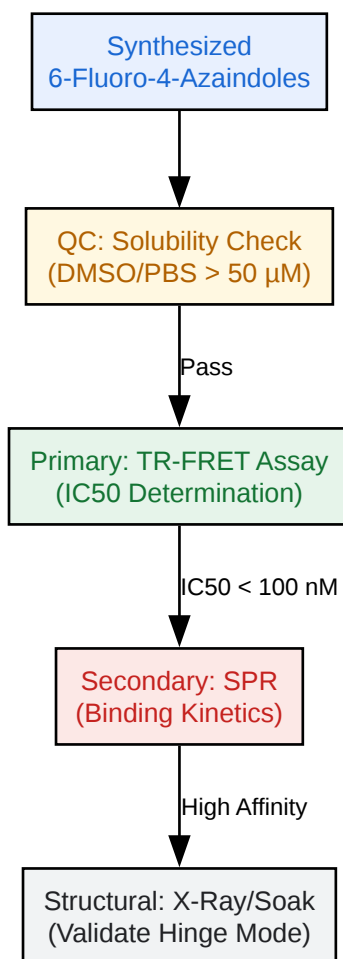 Synthesized
6-Fluoro-4-Azaindoles
QC: Solubility Check
(DMSO/PBS > 50 µM)
Pass
Primary: TR-FRET Assay
(IC50 Determination)
IC50 < 100 nM
Secondary: SPR
(Binding Kinetics)
High Affinity
Structural: X-Ray/Soak
(Validate Hinge Mode)